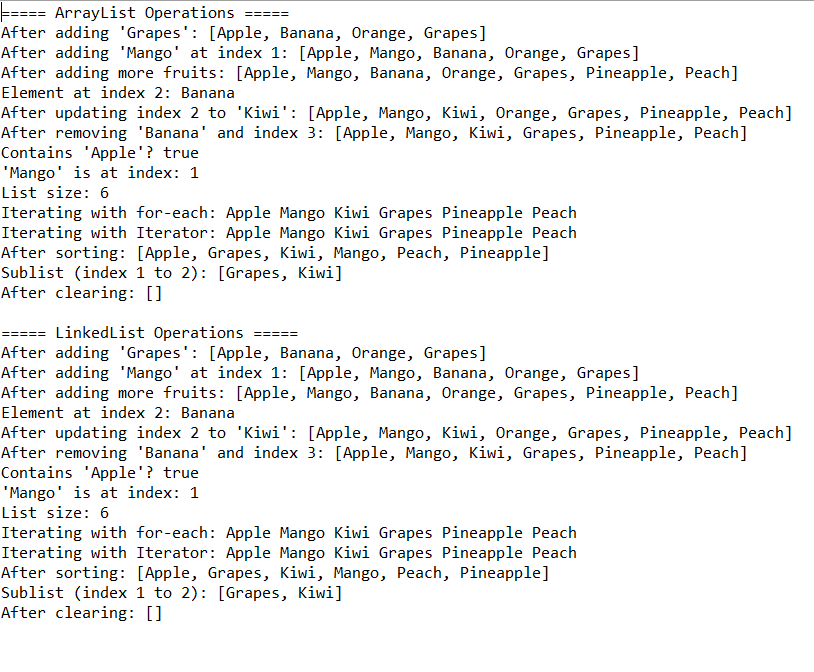 ===== ArrayList Operations =====
After adding 'Grapes': [Apple, Banana, Orange, Grapes]
After adding 'Mango' at index 1: [Apple, Mango, Banana, Orange, Grapes]
After adding more fruits: [Apple, Mango, Banana, Orange, Grapes, Pineapple, Peach]
Element at index 2: Banana
After updating index 2 to 'Kiwi': [Apple, Mango, Kiwi, Orange, Grapes, Pineapple, Peach]
After removing 'Banana' and index 3: [Apple, Mango, Kiwi, Grapes, Pineapple, Peach]
Contains 'Apple'? true
'Mango' is at index: 1
List size: 6
Iterating with for-each: Apple Mango Kiwi Grapes Pineapple Peach
Iterating with Iterator: Apple Mango Kiwi Grapes Pineapple Peach
After sorting: [Apple, Grapes, Kiwi, Mango, Peach, Pineapple]
Sublist (index 1 to 2): [Grapes, Kiwi]
After clearing: []

===== LinkedList Operations =====
After adding 'Grapes': [Apple, Banana, Orange, Grapes]
After adding 'Mango' at index 1: [Apple, Mango, Banana, Orange, Grapes]
After adding more fruits: [Apple, Mango, Banana, Orange, Grapes, Pineapple, Peach]
Element at index 2: Banana
After updating index 2 to 'Kiwi': [Apple, Mango, Kiwi, Orange, Grapes, Pineapple, Peach]
After removing 'Banana' and index 3: [Apple, Mango, Kiwi, Grapes, Pineapple, Peach]
Contains 'Apple'? true
'Mango' is at index: 1
List size: 6
Iterating with for-each: Apple Mango Kiwi Grapes Pineapple Peach
Iterating with Iterator: Apple Mango Kiwi Grapes Pineapple Peach
After sorting: [Apple, Grapes, Kiwi, Mango, Peach, Pineapple]
Sublist (index 1 to 2): [Grapes, Kiwi]
After clearing: []